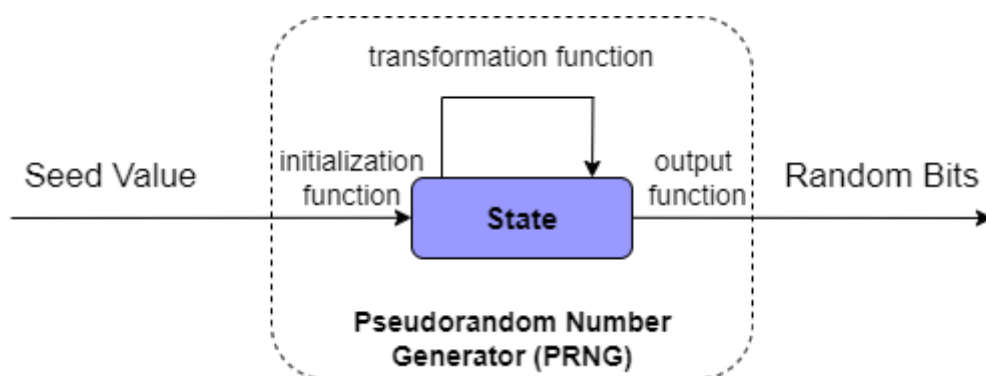 transformation function
Seed Value
initialization
function
State
output
function
Random Bits
Pseudorandom Number
Generator (PRNG)